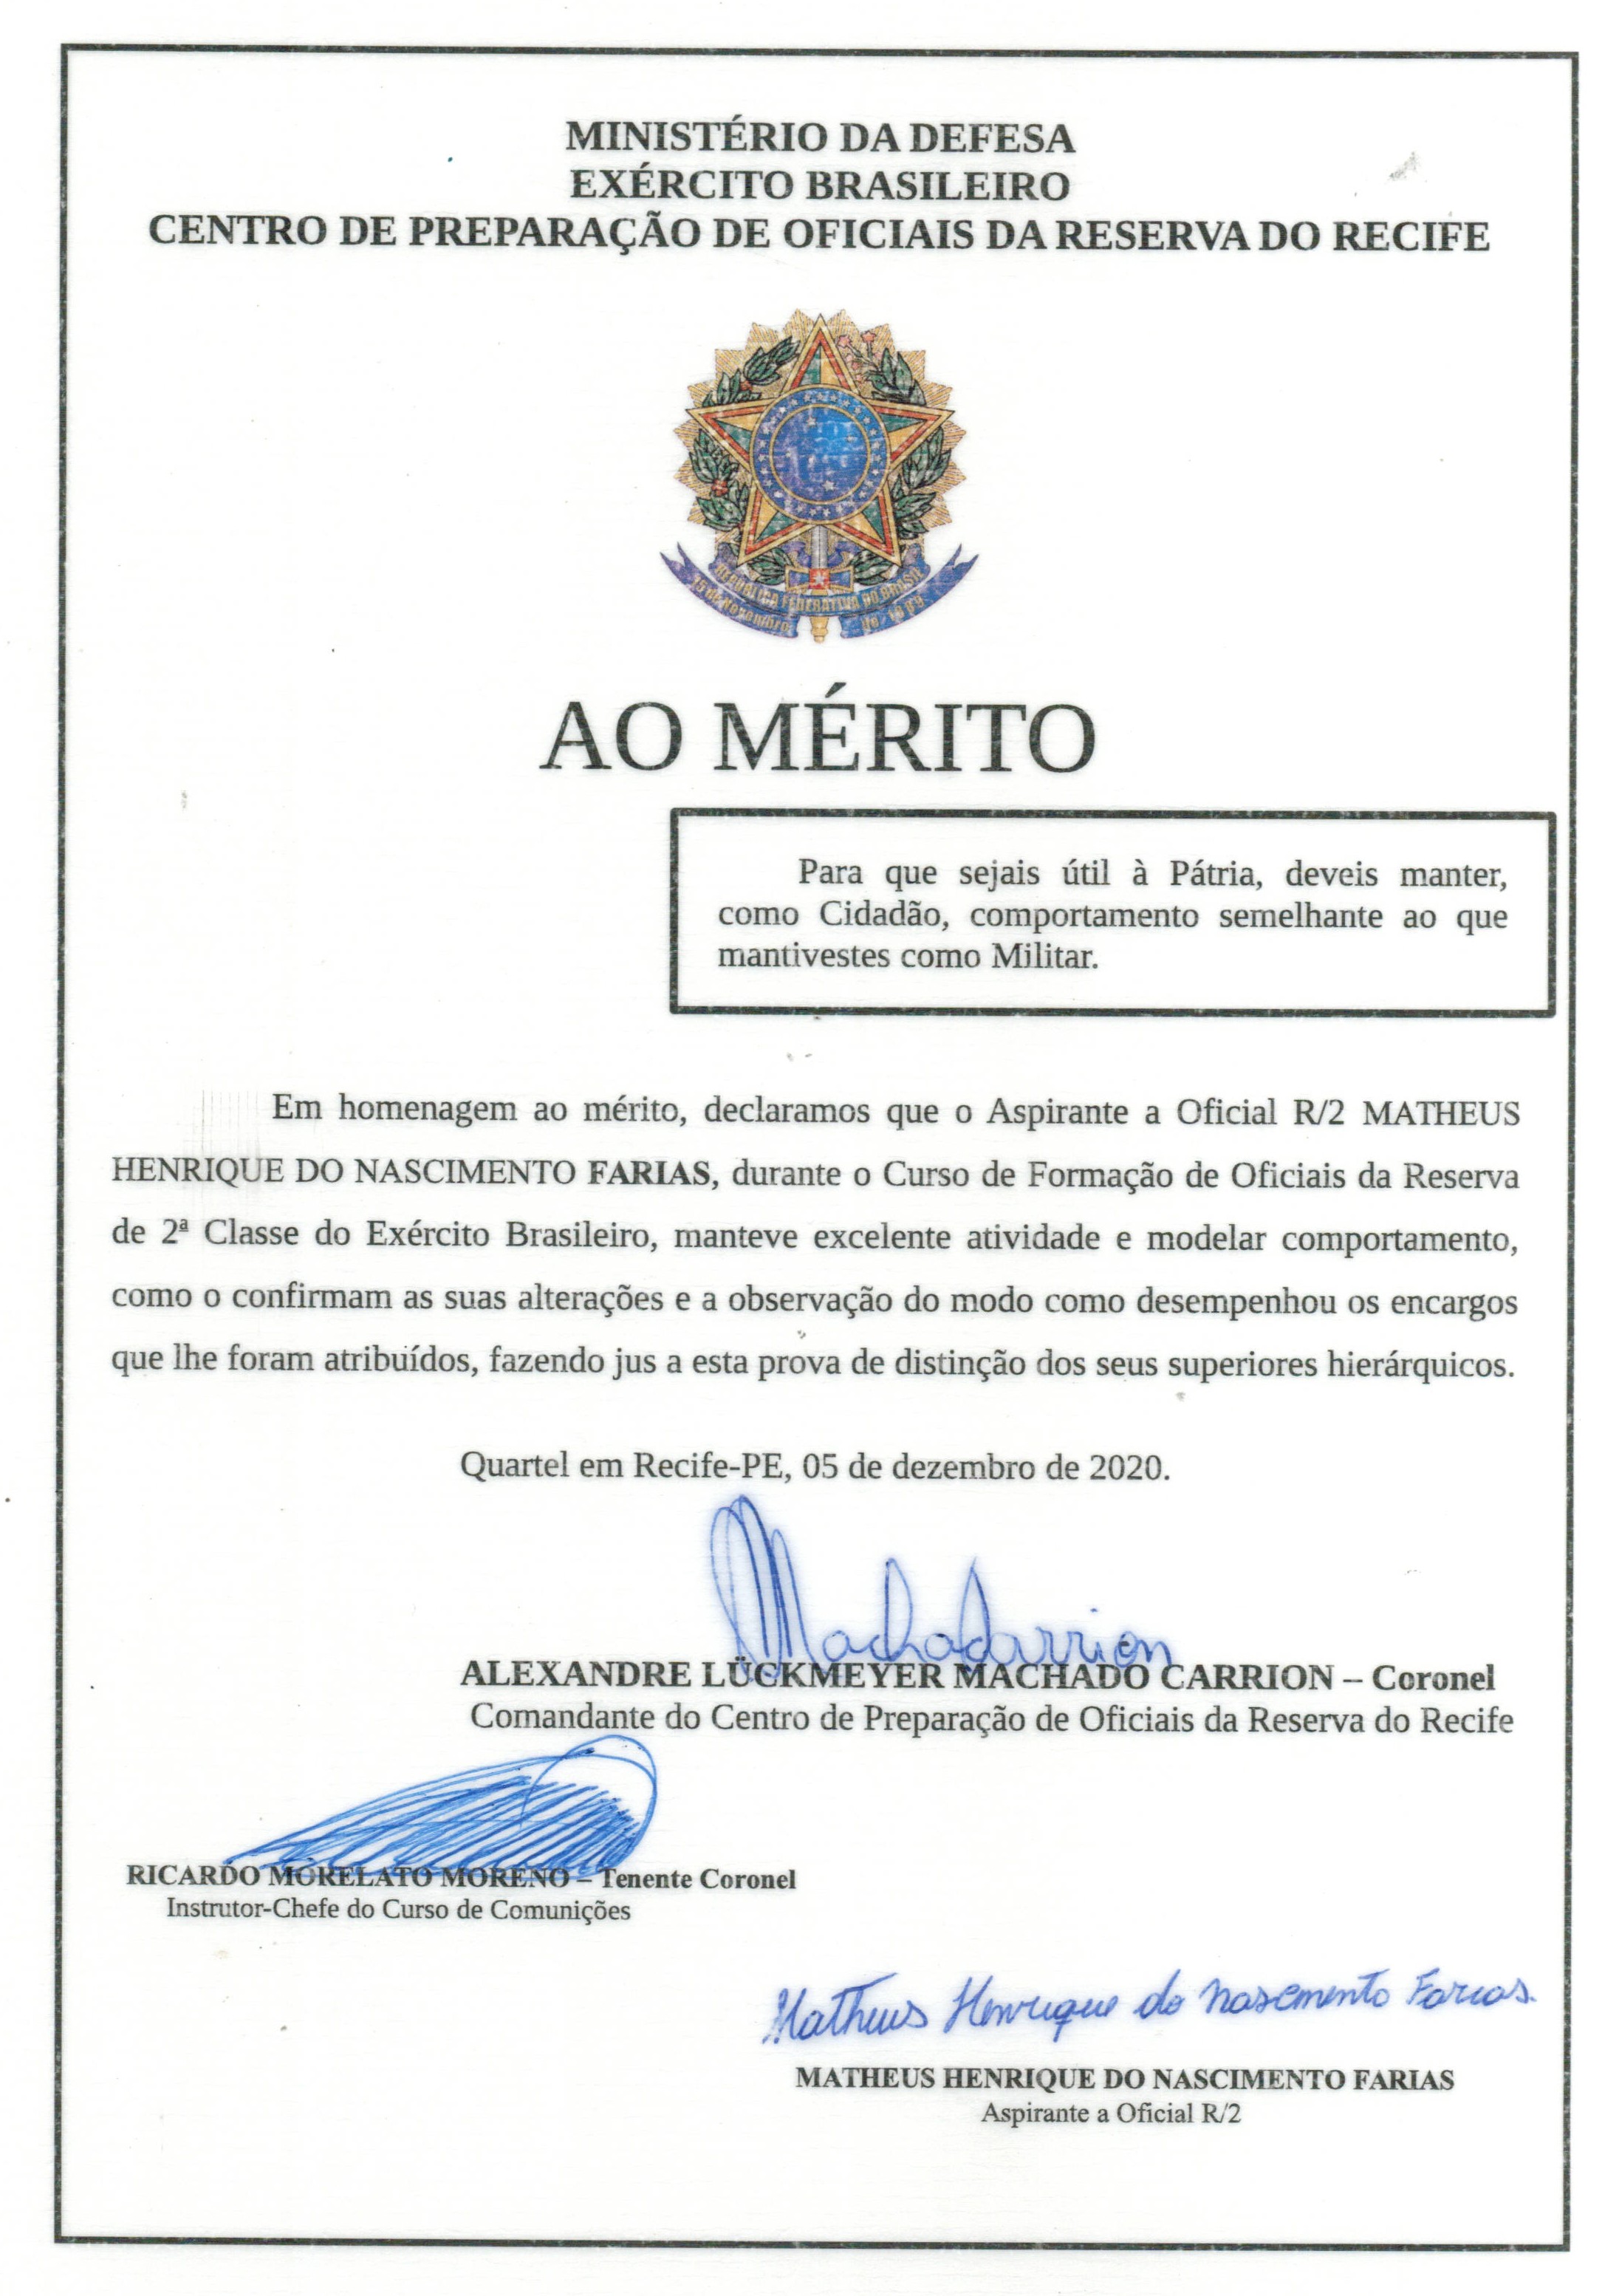 MINISTÉRIO DA DEFESA
EXÉRCITO BRASILEIRO
CENTRO DE PREPARAÇÃO DE OFICIAIS DA RESERVA DO RECIFE
REPÚBLICA FEDERATIVA DO BRASIL
15 de Novembro de 1889
AO MÉRITO
Para que sejais útil à Pátria, deveis manter,
como Cidadão, comportamento semelhante ao que
mantivestes como Militar.
Em homenagem ao mérito, declaramos que o Aspirante a Oficial R/2 MATHEUS
HENRIQUE DO NASCIMENTO FARIAS, durante o Curso de Formação de Oficiais da Reserva
de 2ª Classe do Exército Brasileiro, manteve excelente atividade e modelar comportamento,
como o confirmam as suas alterações e a observação do modo como desempenhou os encargos
que lhe foram atribuídos, fazendo jus a esta prova de distinção dos seus superiores hierárquicos.
Quartel em Recife-PE, 05 de dezembro de 2020.
Machadocarrion
ALEXANDRE LÜCKMEYER MACHADO CARRION – Coronel
Comandante do Centro de Preparação de Oficiais da Reserva do Recife
RICARDO MORELATO MORENO – Tenente Coronel
Instrutor-Chefe do Curso de Comunições
Matheus Henrique do Nascimento Farias.
MATHEUS HENRIQUE DO NASCIMENTO FARIAS
Aspirante a Oficial R/2